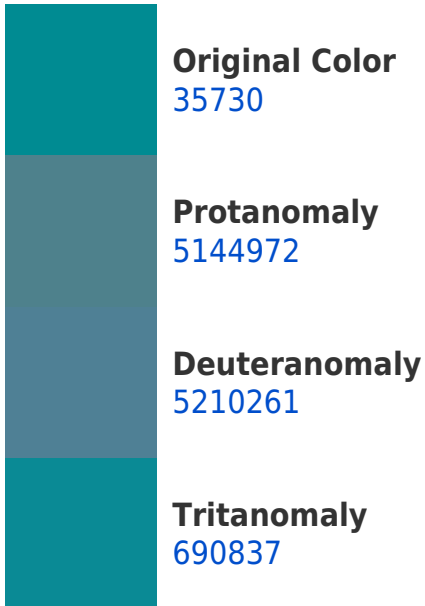 Original Color
35730
Protanomaly
5144972
Deuteranomaly
5210261
Tritanomaly
690837